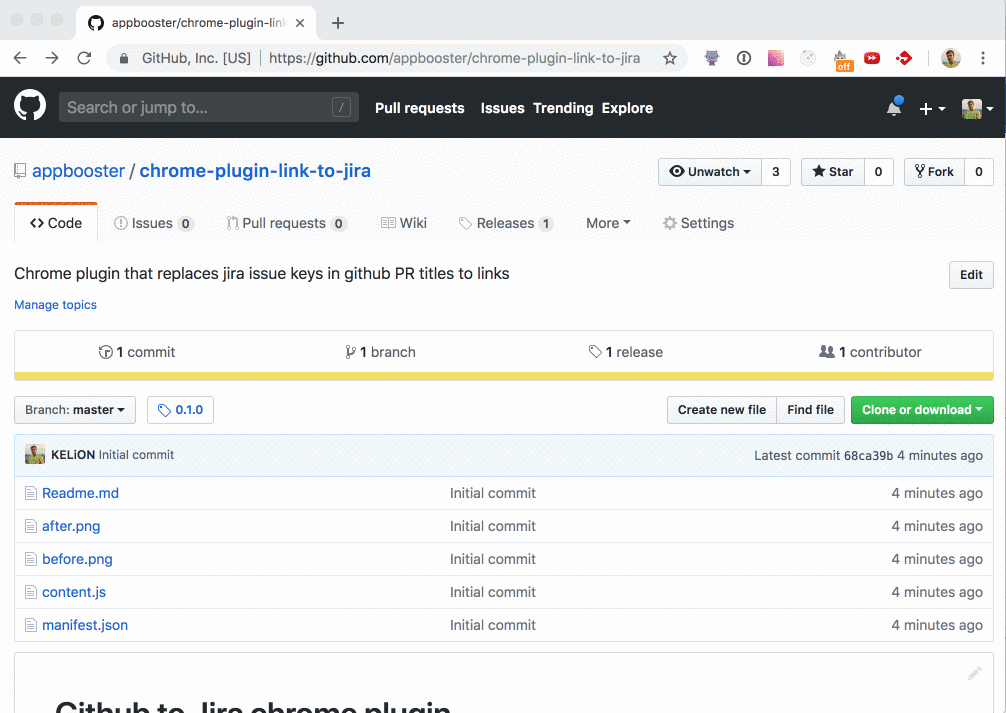 appbooster/chrome-plugin-link
GitHub, Inc. [US] https://github.com/appbooster/chrome-plugin-link-to-jira
off
Search or jump to... / Pull requests Issues Trending Explore
appbooster / chrome-plugin-link-to-jira Unwatch 3 Star 0 Fork 0
Code Issues 0 Pull requests 0 Wiki Releases 1 More Settings
Chrome plugin that replaces jira issue keys in github PR titles to links Edit
Manage topics
1 commit 1 branch 1 release 1 contributor
Branch: master 0.1.0 Create new file Find file Clone or download
KELiON Initial commit Latest commit 68ca39b 4 minutes ago
Readme.md Initial commit 4 minutes ago
after.png Initial commit 4 minutes ago
before.png Initial commit 4 minutes ago
content.js Initial commit 4 minutes ago
manifest.json Initial commit 4 minutes ago
Github to Jira chrome plugin